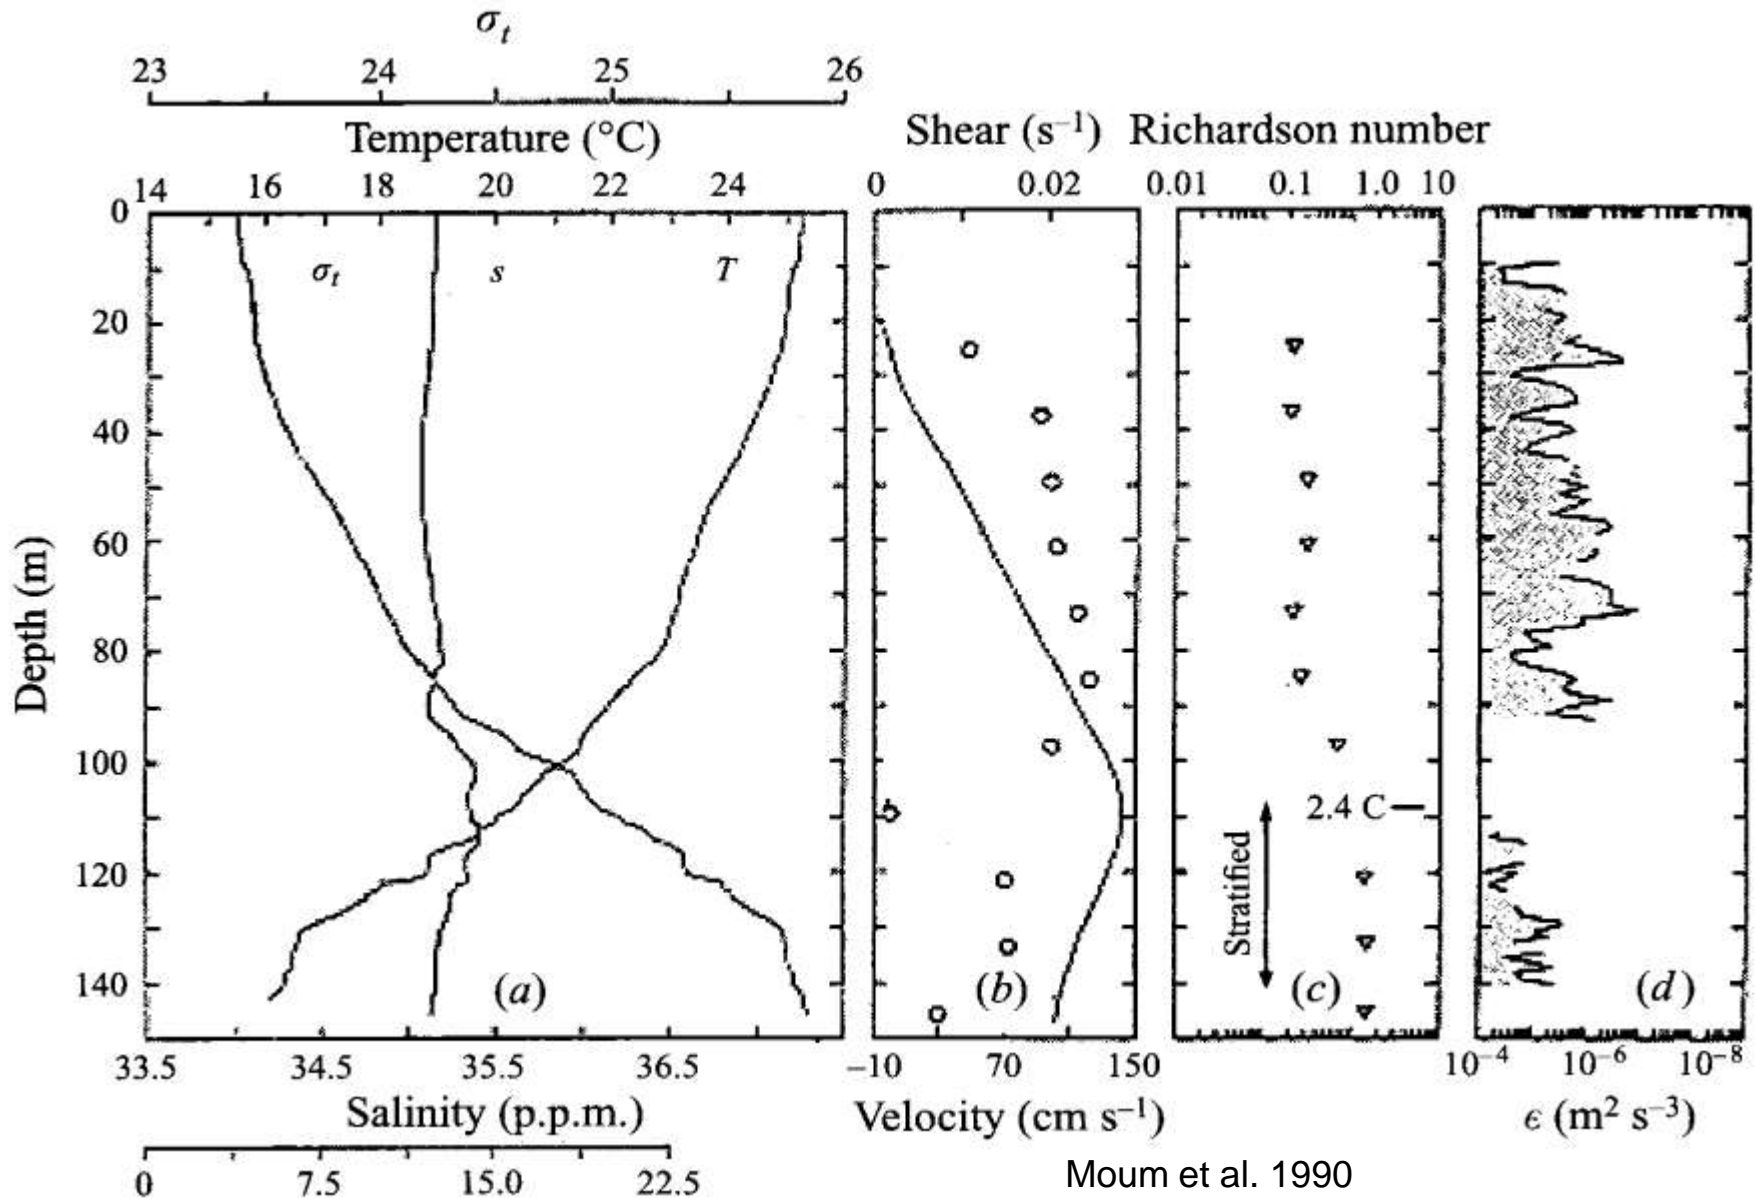 σt
23 24 25 26
Temperature (°C)
14 16 18 20 22 24
Shear (s–1)
0 0.02
Richardson number
0.01 0.1 1.0 10
Depth (m)
0
20
40
60
80
100
120
140
σt s T
(a)
(b)
2.4 C
Stratified
(c)
(d)
33.5 34.5 35.5 36.5
Salinity (p.p.m.)
0 7.5 15.0 22.5
–10 70 150
Velocity (cm s–1)
10–4 10–6 10–8
ϵ (m2 s–3)
Moum et al. 1990